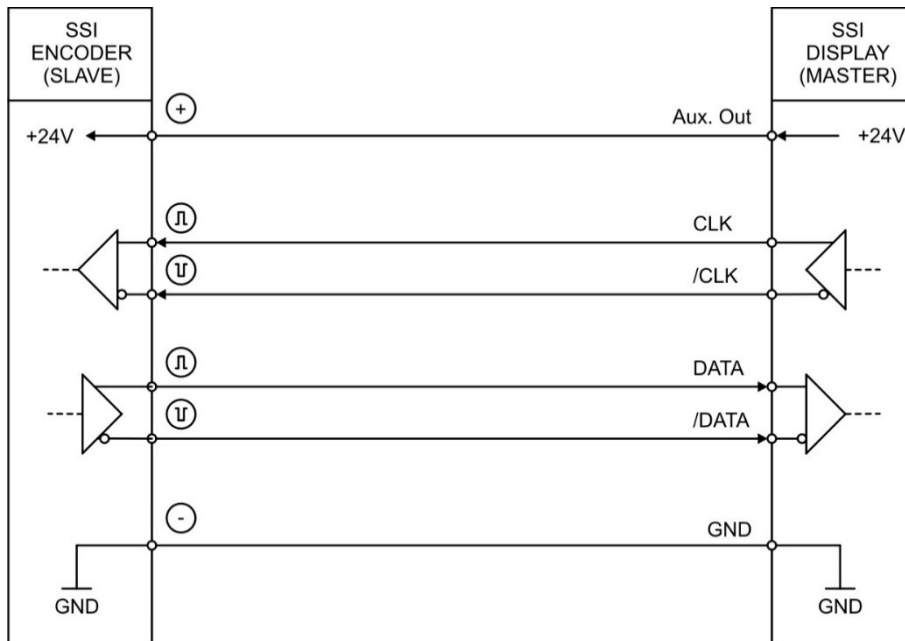 SSI
ENCODER
(SLAVE)
SSI
DISPLAY
(MASTER)
+
Aux. Out
+24V
+24V
CLK
/CLK
DATA
/DATA
-
GND
GND
GND